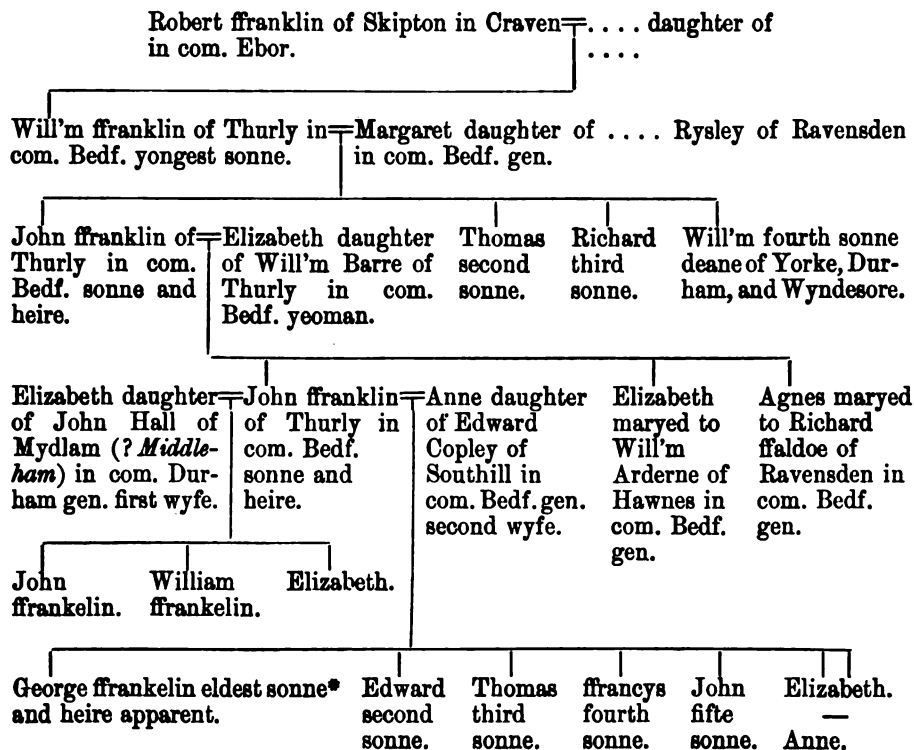 Robert ffranklin of Skipton in Craven=.... daughter of
in com. Ebor. ....
Will'm ffranklin of Thurly in=Margaret daughter of .... Rysley of Ravensden
com. Bedf. yongest sonne. in com. Bedf. gen.
John ffranklin of=Elizabeth daughter
Thurly in com. of Will'm Barre of
Bedf. sonne and Thurly in com.
heire. Bedf. yeoman.
Thomas
second
sonne.
Richard
third
sonne.
Will'm fourth sonne
deane of Yorke, Dur-
ham, and Wyndesore.
Elizabeth daughter=
of John Hall of
Mydlam (? Middle-
ham) in com. Dur-
ham gen. first wyfe.
John ffranklin=
of Thurly in
com. Bedf.
sonne and
heire.
Anne daughter
of Edward
Copley of
Southill in
com. Bedf. gen.
second wyfe.
Elizabeth
maryed to
Will'm
Arderne of
Hawnes in
com. Bedf.
gen.
Agnes maryed
to Richard
ffaldoe of
Ravensden in
com. Bedf.
gen.
John
ffrankelin.
William
ffrankelin.
Elizabeth.
George ffrankelin eldest sonne*
and heire apparent.
Edward
second
sonne.
Thomas
third
sonne.
ffrancys
fourth
sonne.
John
fifte
sonne.
Elizabeth.
—
Anne.